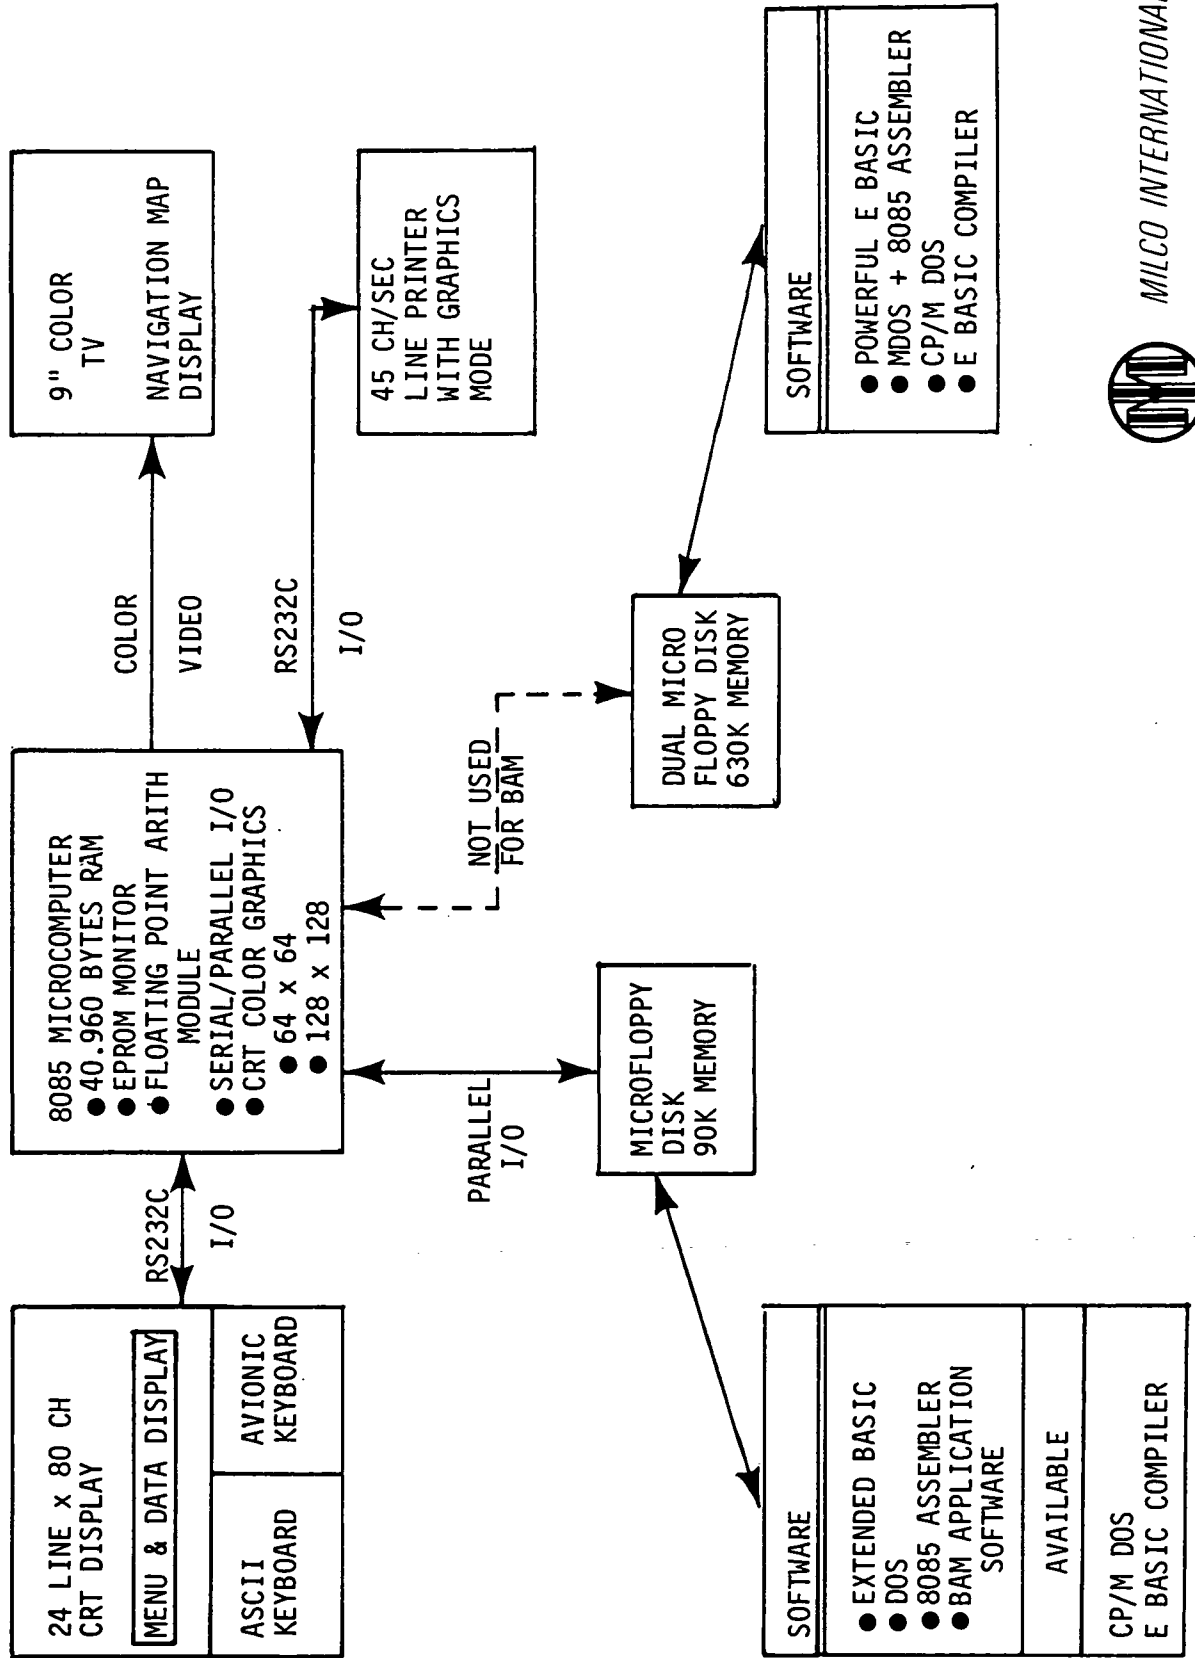 24 LINE x 80 CH
CRT DISPLAY
MENU & DATA DISPLAY
ASCII
KEYBOARD
AVIONIC
KEYBOARD
RS232C
I/O
8085 MICROCOMPUTER
● 40.960 BYTES RAM
● EPROM MONITOR
● FLOATING POINT ARITH
MODULE
● SERIAL/PARALLEL I/O
● CRT COLOR GRAPHICS
● 64 x 64
● 128 x 128
COLOR
VIDEO
9" COLOR
TV
NAVIGATION MAP
DISPLAY
RS232C
I/O
45 CH/SEC
LINE PRINTER
WITH GRAPHICS
MODE
PARALLEL
I/O
NOT USED
FOR BAM
MICROFLOPPY
DISK
90K MEMORY
DUAL MICRO
FLOPPY DISK
630K MEMORY
SOFTWARE
● EXTENDED BASIC
● DOS
● 8085 ASSEMBLER
● BAM APPLICATION
SOFTWARE
AVAILABLE
CP/M DOS
E BASIC COMPILER
SOFTWARE
● POWERFUL E BASIC
● MDOS + 8085 ASSEMBLER
● CP/M DOS
● E BASIC COMPILER
MILCO INTERNATIONAL